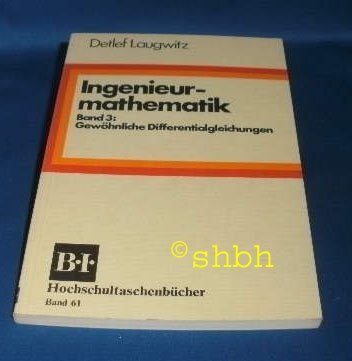 Detlef Laugwitz
Ingenieur-
mathematik
Band 3:
Gewöhnliche Differentialgleichungen
©shbh
B·I·
Hochschultaschenbücher
Band 61